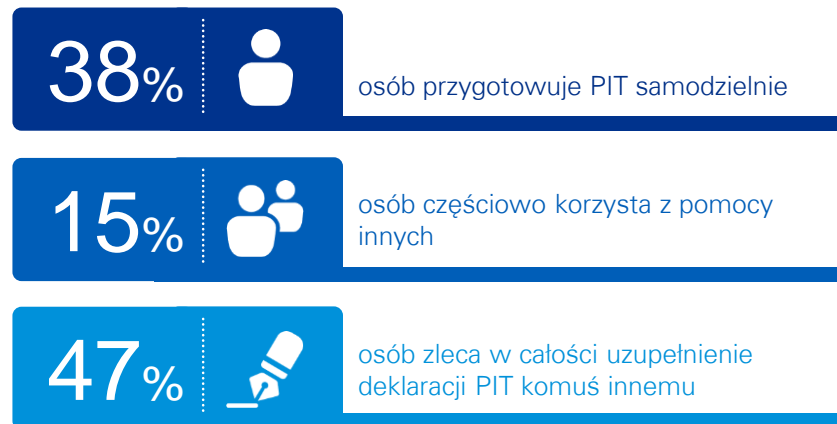 38%
osób przygotowuje PIT samodzielnie
15%
osób częściowo korzysta z pomocy
innych
47%
osób zleca w całości uzupełnienie
deklaracji PIT komuś innemu